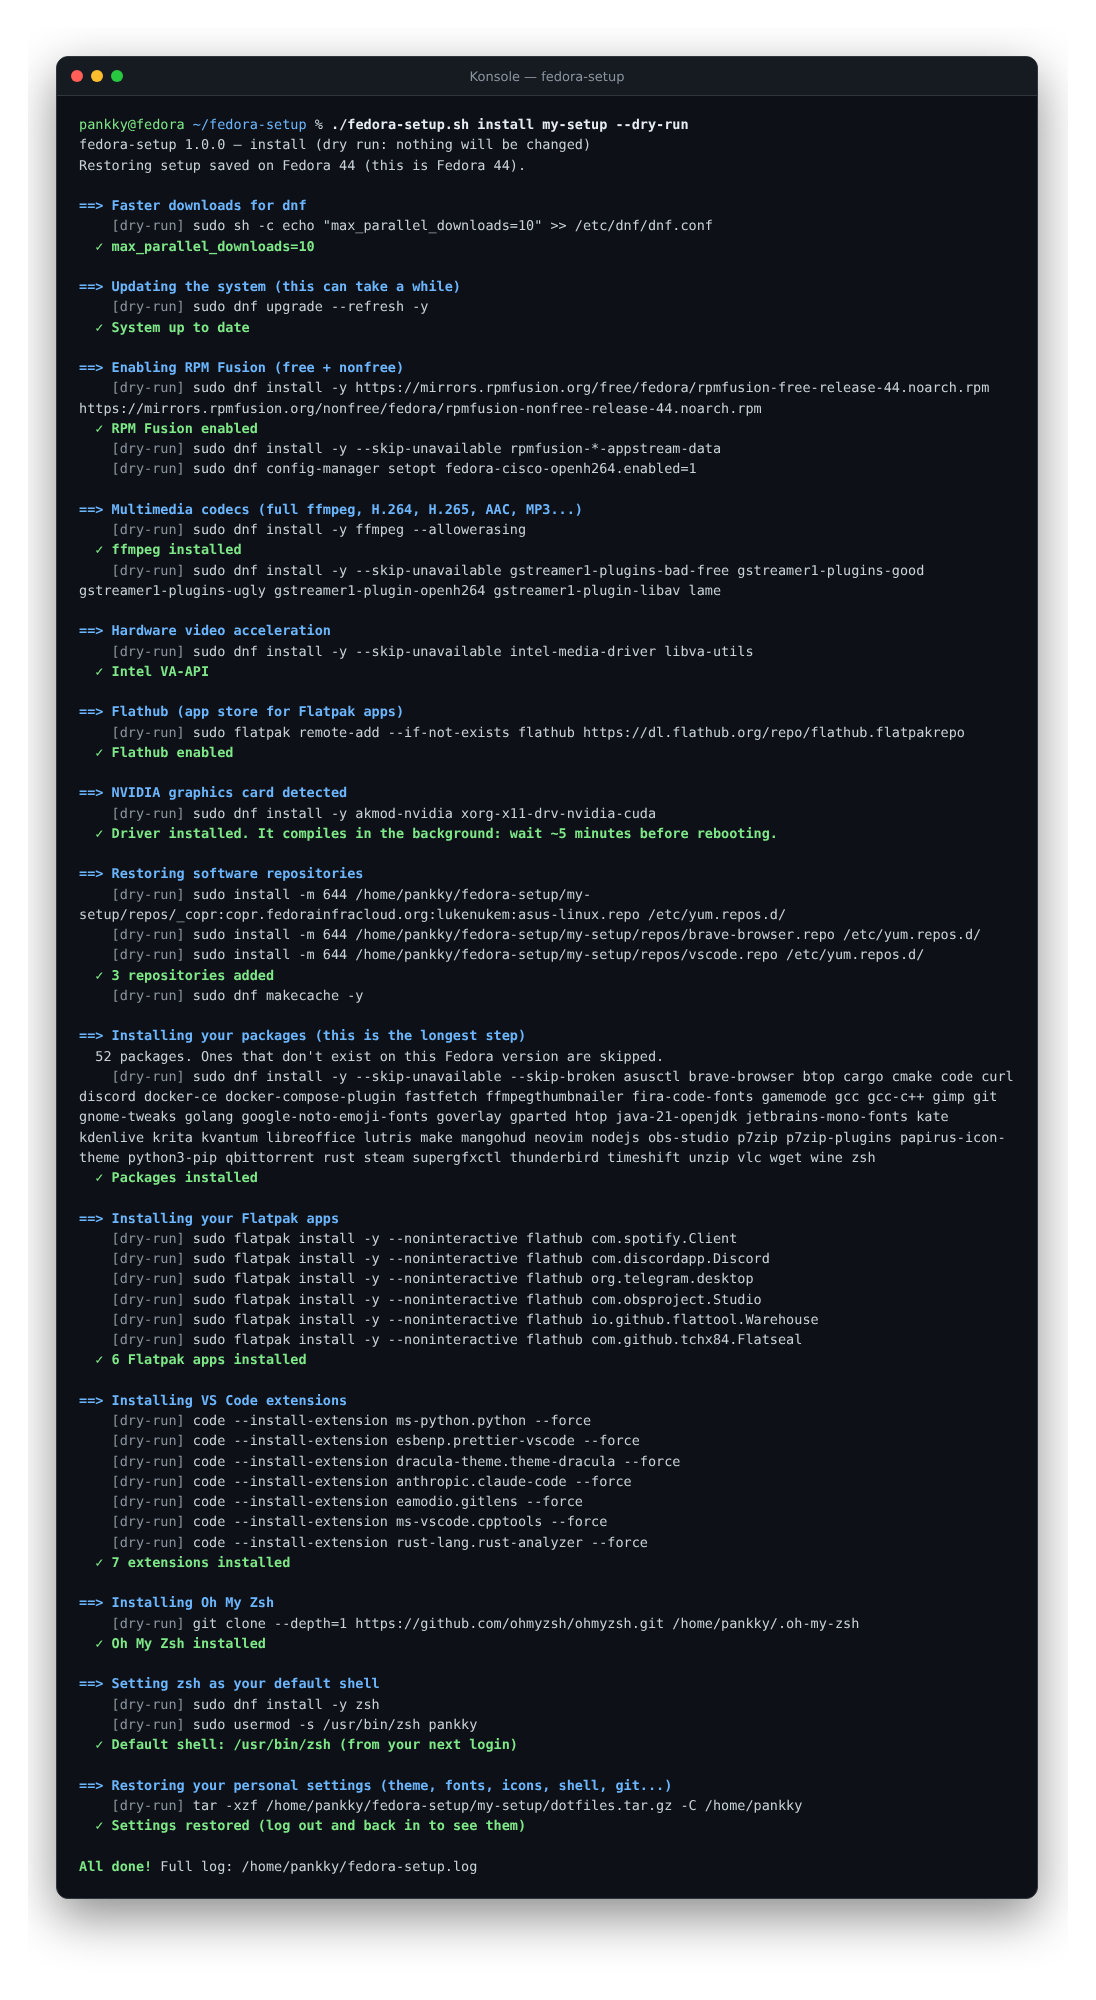 Konsole — fedora-setup
pankky@fedora ~/fedora-setup % ./fedora-setup.sh install my-setup --dry-run
fedora-setup 1.0.0 — install (dry run: nothing will be changed)
Restoring setup saved on Fedora 44 (this is Fedora 44).
==> Faster downloads for dnf
[dry-run] sudo sh -c echo "max_parallel_downloads=10" >> /etc/dnf/dnf.conf
✓ max_parallel_downloads=10
==> Updating the system (this can take a while)
[dry-run] sudo dnf upgrade --refresh -y
✓ System up to date
==> Enabling RPM Fusion (free + nonfree)
[dry-run] sudo dnf install -y https://mirrors.rpmfusion.org/free/fedora/rpmfusion-free-release-44.noarch.rpm
https://mirrors.rpmfusion.org/nonfree/fedora/rpmfusion-nonfree-release-44.noarch.rpm
✓ RPM Fusion enabled
[dry-run] sudo dnf install -y --skip-unavailable rpmfusion-*-appstream-data
[dry-run] sudo dnf config-manager setopt fedora-cisco-openh264.enabled=1
==> Multimedia codecs (full ffmpeg, H.264, H.265, AAC, MP3...)
[dry-run] sudo dnf install -y ffmpeg --allowerasing
✓ ffmpeg installed
[dry-run] sudo dnf install -y --skip-unavailable gstreamer1-plugins-bad-free gstreamer1-plugins-good
gstreamer1-plugins-ugly gstreamer1-plugin-openh264 gstreamer1-plugin-libav lame
==> Hardware video acceleration
[dry-run] sudo dnf install -y --skip-unavailable intel-media-driver libva-utils
✓ Intel VA-API
==> Flathub (app store for Flatpak apps)
[dry-run] sudo flatpak remote-add --if-not-exists flathub https://dl.flathub.org/repo/flathub.flatpakrepo
✓ Flathub enabled
==> NVIDIA graphics card detected
[dry-run] sudo dnf install -y akmod-nvidia xorg-x11-drv-nvidia-cuda
✓ Driver installed. It compiles in the background: wait ~5 minutes before rebooting.
==> Restoring software repositories
[dry-run] sudo install -m 644 /home/pankky/fedora-setup/my-
setup/repos/_copr:copr.fedorainfracloud.org:lukenukem:asus-linux.repo /etc/yum.repos.d/
[dry-run] sudo install -m 644 /home/pankky/fedora-setup/my-setup/repos/brave-browser.repo /etc/yum.repos.d/
[dry-run] sudo install -m 644 /home/pankky/fedora-setup/my-setup/repos/vscode.repo /etc/yum.repos.d/
✓ 3 repositories added
[dry-run] sudo dnf makecache -y
==> Installing your packages (this is the longest step)
52 packages. Ones that don't exist on this Fedora version are skipped.
[dry-run] sudo dnf install -y --skip-unavailable --skip-broken asusctl brave-browser btop cargo cmake code curl
discord docker-ce docker-compose-plugin fastfetch ffmpegthumbnailer fira-code-fonts gamemode gcc gcc-c++ gimp git
gnome-tweaks golang google-noto-emoji-fonts goverlay gparted htop java-21-openjdk jetbrains-mono-fonts kate
kdenlive krita kvantum libreoffice lutris make mangohud neovim nodejs obs-studio p7zip p7zip-plugins papirus-icon-
theme python3-pip qbittorrent rust steam supergfxctl thunderbird timeshift unzip vlc wget wine zsh
✓ Packages installed
==> Installing your Flatpak apps
[dry-run] sudo flatpak install -y --noninteractive flathub com.spotify.Client
[dry-run] sudo flatpak install -y --noninteractive flathub com.discordapp.Discord
[dry-run] sudo flatpak install -y --noninteractive flathub org.telegram.desktop
[dry-run] sudo flatpak install -y --noninteractive flathub com.obsproject.Studio
[dry-run] sudo flatpak install -y --noninteractive flathub io.github.flattool.Warehouse
[dry-run] sudo flatpak install -y --noninteractive flathub com.github.tchx84.Flatseal
✓ 6 Flatpak apps installed
==> Installing VS Code extensions
[dry-run] code --install-extension ms-python.python --force
[dry-run] code --install-extension esbenp.prettier-vscode --force
[dry-run] code --install-extension dracula-theme.theme-dracula --force
[dry-run] code --install-extension anthropic.claude-code --force
[dry-run] code --install-extension eamodio.gitlens --force
[dry-run] code --install-extension ms-vscode.cpptools --force
[dry-run] code --install-extension rust-lang.rust-analyzer --force
✓ 7 extensions installed
==> Installing Oh My Zsh
[dry-run] git clone --depth=1 https://github.com/ohmyzsh/ohmyzsh.git /home/pankky/.oh-my-zsh
✓ Oh My Zsh installed
==> Setting zsh as your default shell
[dry-run] sudo dnf install -y zsh
[dry-run] sudo usermod -s /usr/bin/zsh pankky
✓ Default shell: /usr/bin/zsh (from your next login)
==> Restoring your personal settings (theme, fonts, icons, shell, git...)
[dry-run] tar -xzf /home/pankky/fedora-setup/my-setup/dotfiles.tar.gz -C /home/pankky
✓ Settings restored (log out and back in to see them)
All done! Full log: /home/pankky/fedora-setup.log